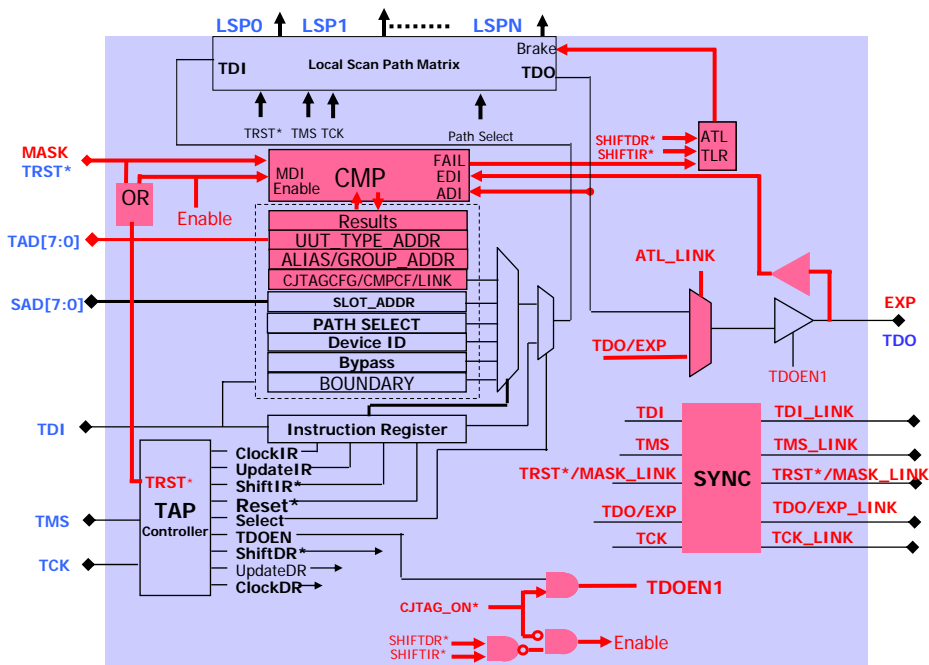 LSP0 LSP1 LSPN
Brake
TDI Local Scan Path Matrix TDO
TRST* TMS TCK Path Select
SHIFTDR*
SHIFTIR*
ATL
TLR
MASK
TRST*
OR
Enable
MDI
Enable
CMP
FAIL
EDI
ADI
Results
TAD[7:0]
UUT_TYPE_ADDR
ALIAS/GROUP_ADDR
CJTAGCFG/CMPCF/LINK
SAD[7:0]
SLOT_ADDR
PATH SELECT
Device ID
Bypass
BOUNDARY
ATL_LINK
EXP
TDO
TDO/EXP
TDOEN1
TDI
Instruction Register
TRST*
TAP
Controller
TMS
TCK
ClockIR
UpdateIR
ShiftIR*
Reset*
Select
TDOEN
ShiftDR*
UpdateDR
ClockDR
TDI
TMS
TRST*/MASK_LINK
TDO/EXP
TCK
SYNC
TDI_LINK
TMS_LINK
TRST*/MASK_LINK
TDO/EXP_LINK
TCK_LINK
TDOEN1
CJTAG_ON*
SHIFTDR*
SHIFTIR*
Enable